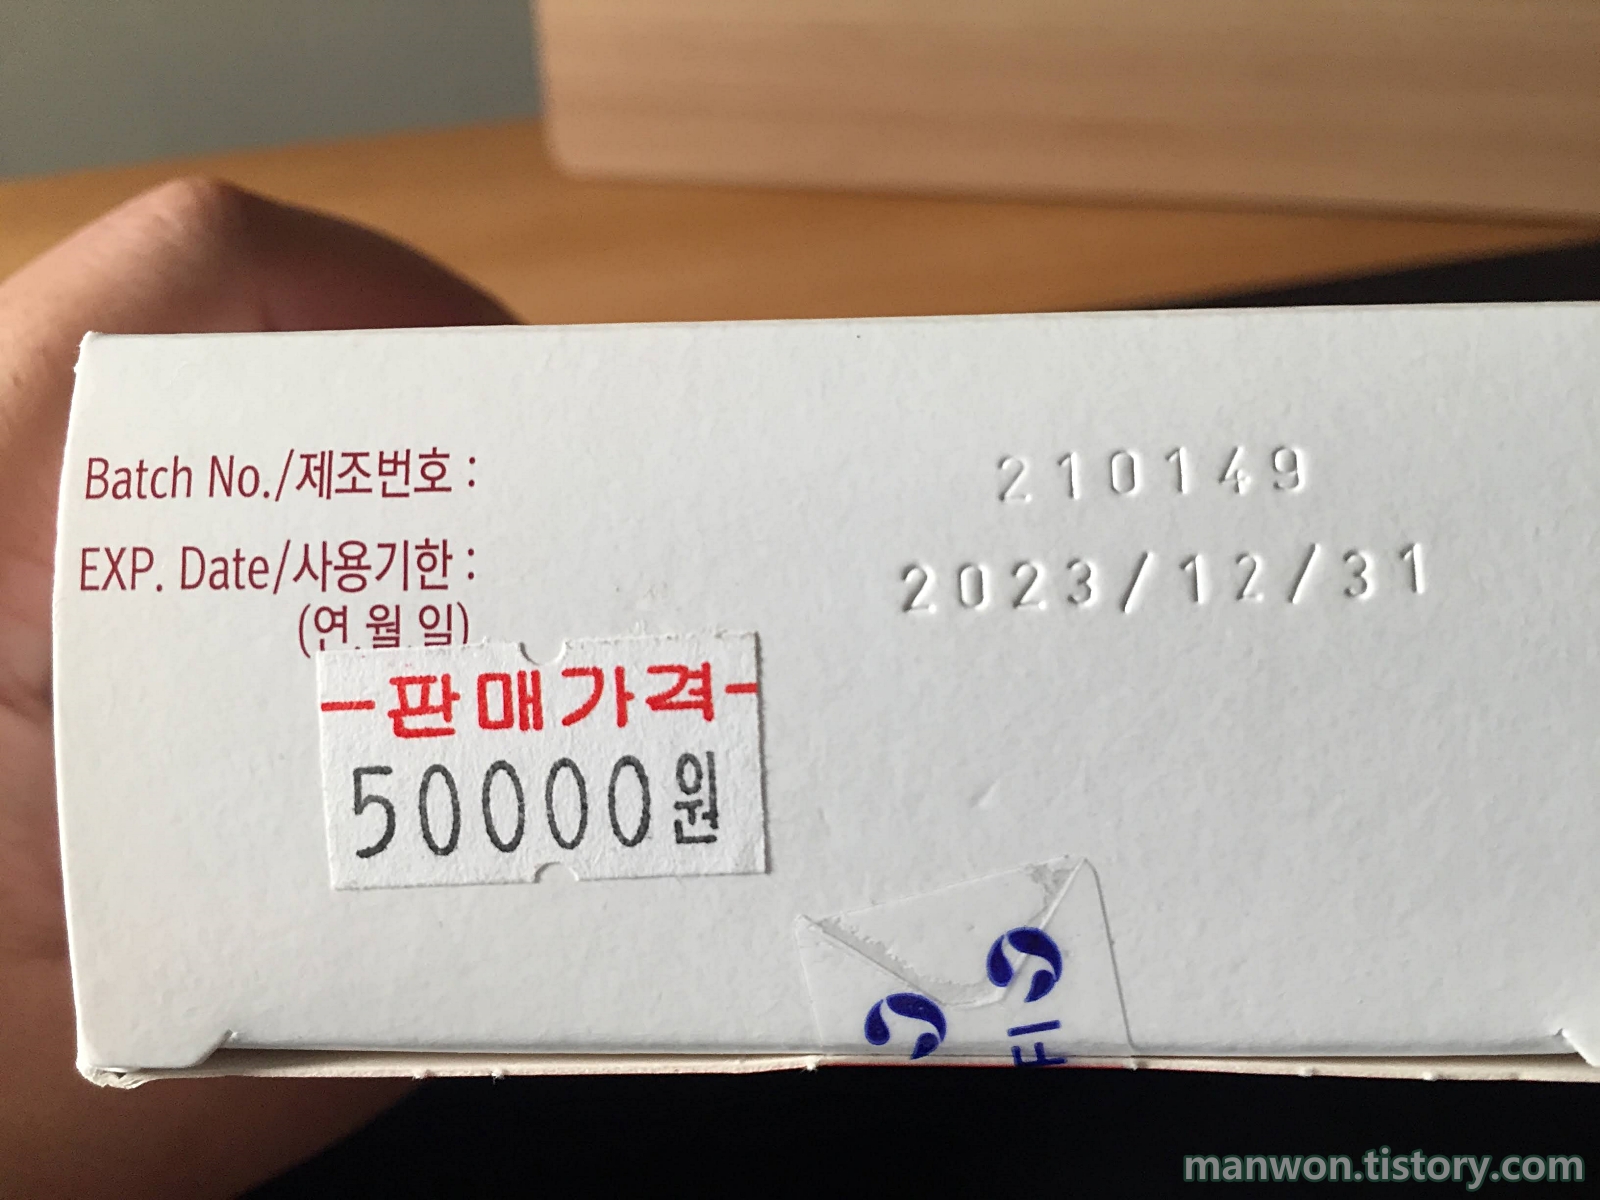 Batch No./제조번호 : 210149
EXP. Date/사용기한 : 2023/12/31
(연.월.일)
-판매가격-
50000원
manwon.tistory.com